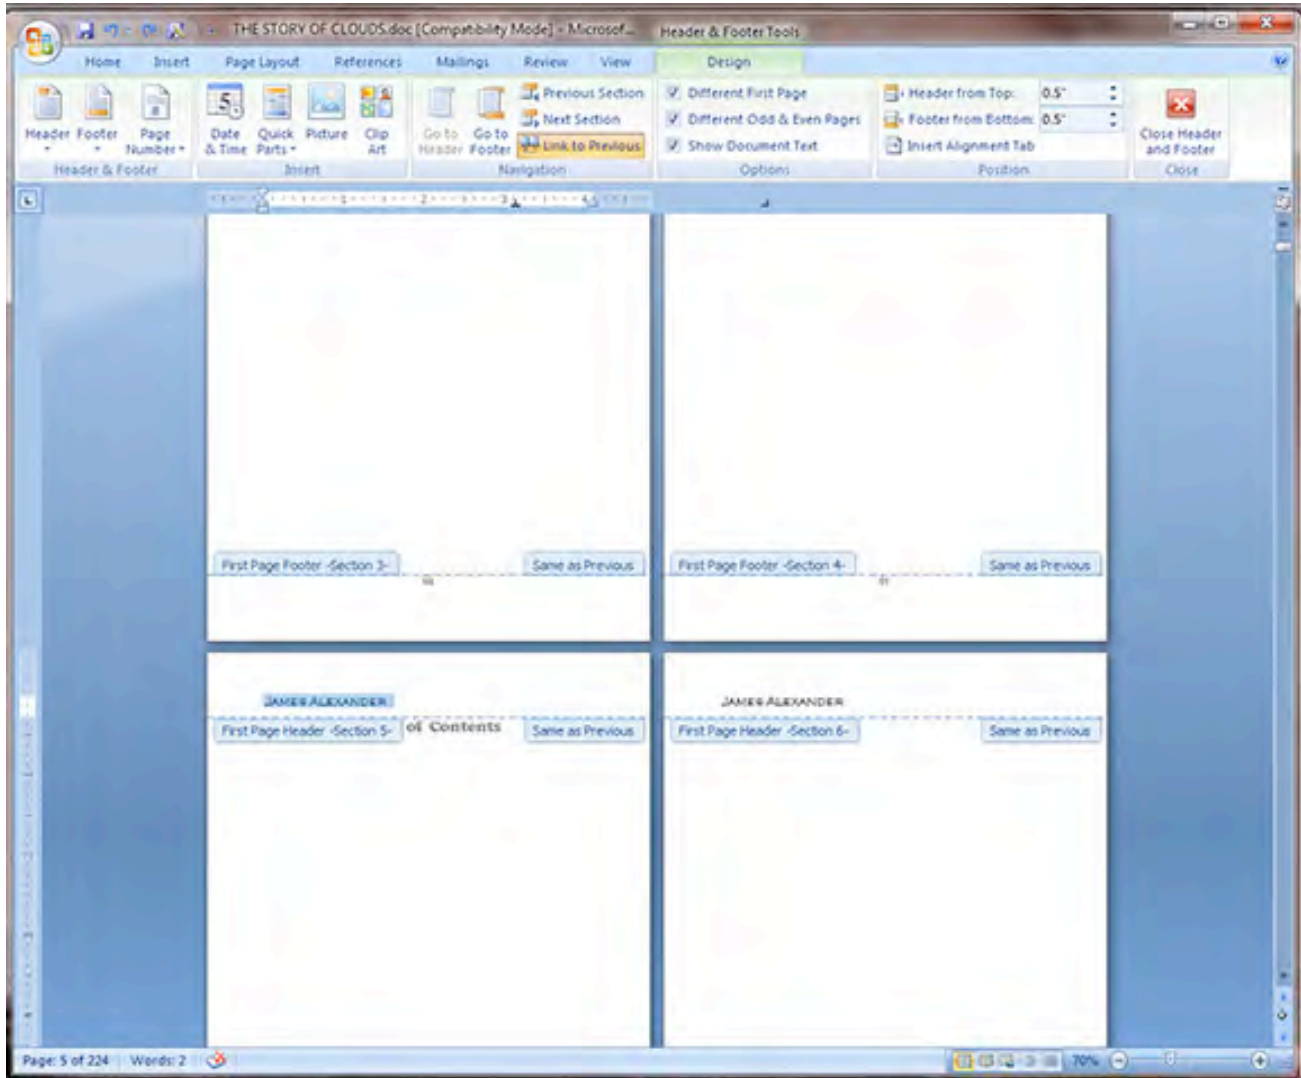 THE STORY OF CLOUDS.doc [Compatibility Mode] - Microsof...
Header & Footer Tools
Home Insert Page Layout References Mailings Review View Design
Header Footer Page Number
Date & Time Quick Parts Picture Clip Art
Go to Header Go to Footer
Previous Section
Next Section
Link to Previous
Different First Page
Different Odd & Even Pages
Show Document Text
Header from Top: 0.5"
Footer from Bottom: 0.5"
Insert Alignment Tab
Close Header and Footer
Header & Footer Insert Navigation Options Position Close
1 2 3 4
First Page Footer -Section 3- Same as Previous
First Page Footer -Section 4- Same as Previous
JAMES ALEXANDER
of Contents
First Page Header -Section 5- Same as Previous
JAMES ALEXANDER
First Page Header -Section 6- Same as Previous
Page: 5 of 224 Words: 2 70%